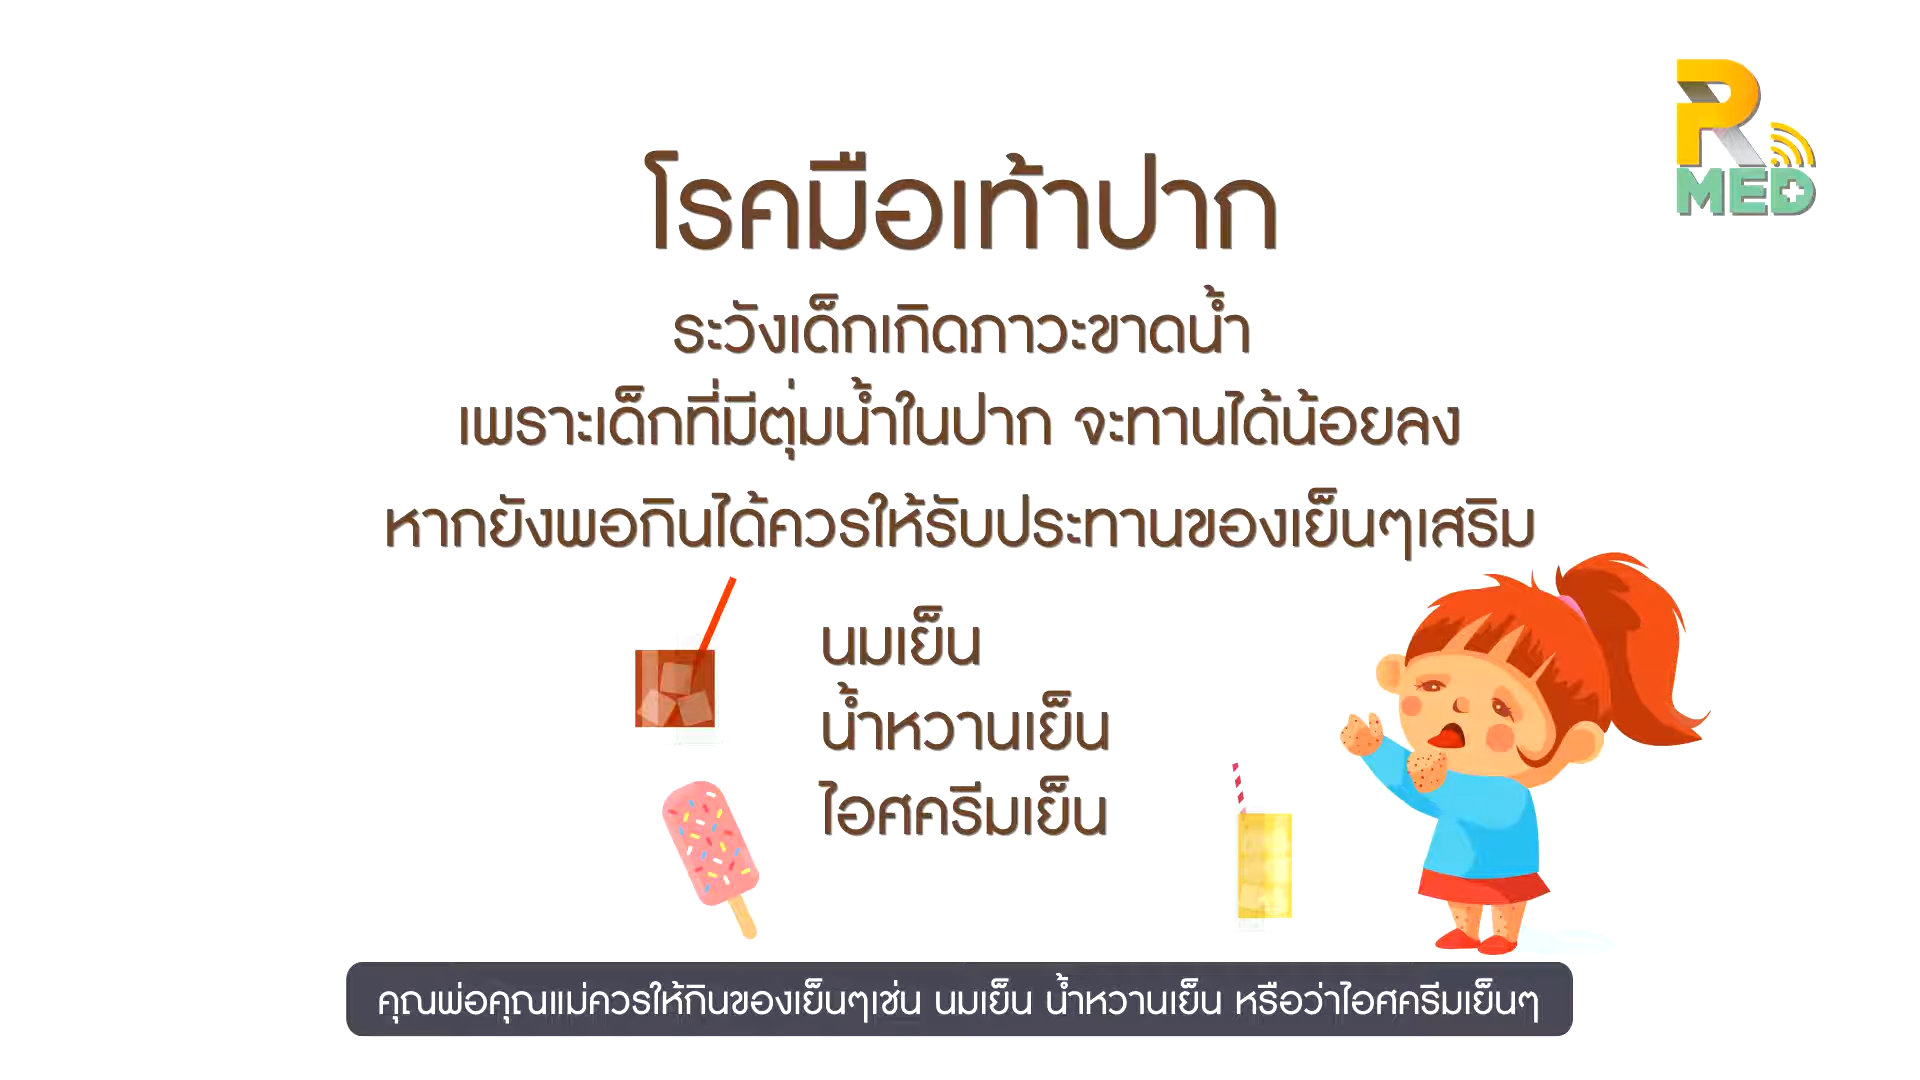 PR
MED
โรคมือเท้าปาก
ระวังเด็กเกิดภาวะขาดน้ำ
เพราะเด็กที่มีตุ่มน้ำในปาก จะทานได้น้อยลง
หากยังพอกินได้ควรให้รับประทานของเย็นๆเสริม
นมเย็น
น้ำหวานเย็น
ไอศครีมเย็น
คุณพ่อคุณแม่ควรให้กินของเย็นๆเช่น นมเย็น น้ำหวานเย็น หรือว่าไอศครีมเย็นๆ